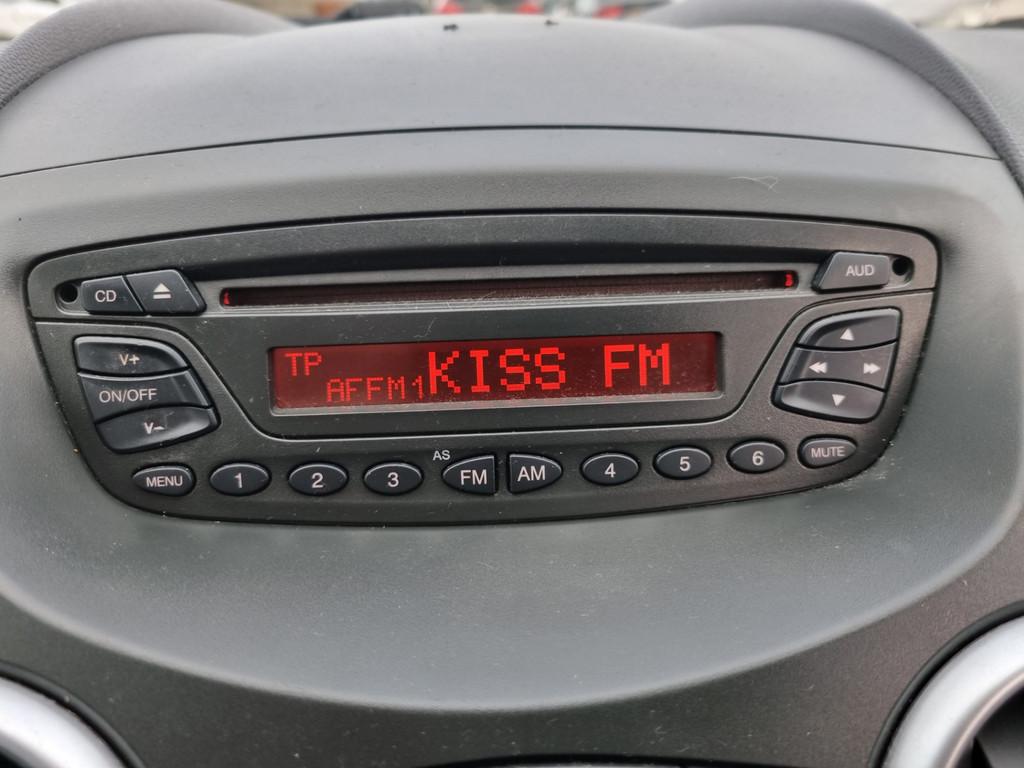 CD ⏏ AUD
V+
ON/OFF
V-
TP
AFFM1 KISS FM
▲
◀◀ ▶▶
▼
MENU 1 2 3 AS FM AM 4 5 6 MUTE